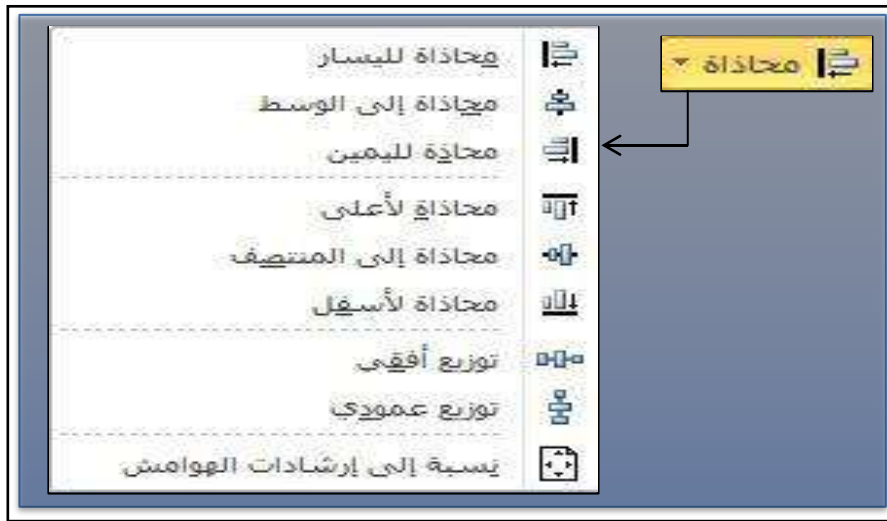 محاذاة
محاذاة لليسار
محاذاة إلى الوسط
محاذة لليمين
محاذاة لأعلى
محاذاة إلى المنتصف
محاذاة لأسفل
توزيع أفقي
توزيع عمودي
نسبة إلى إرشادات الهوامش